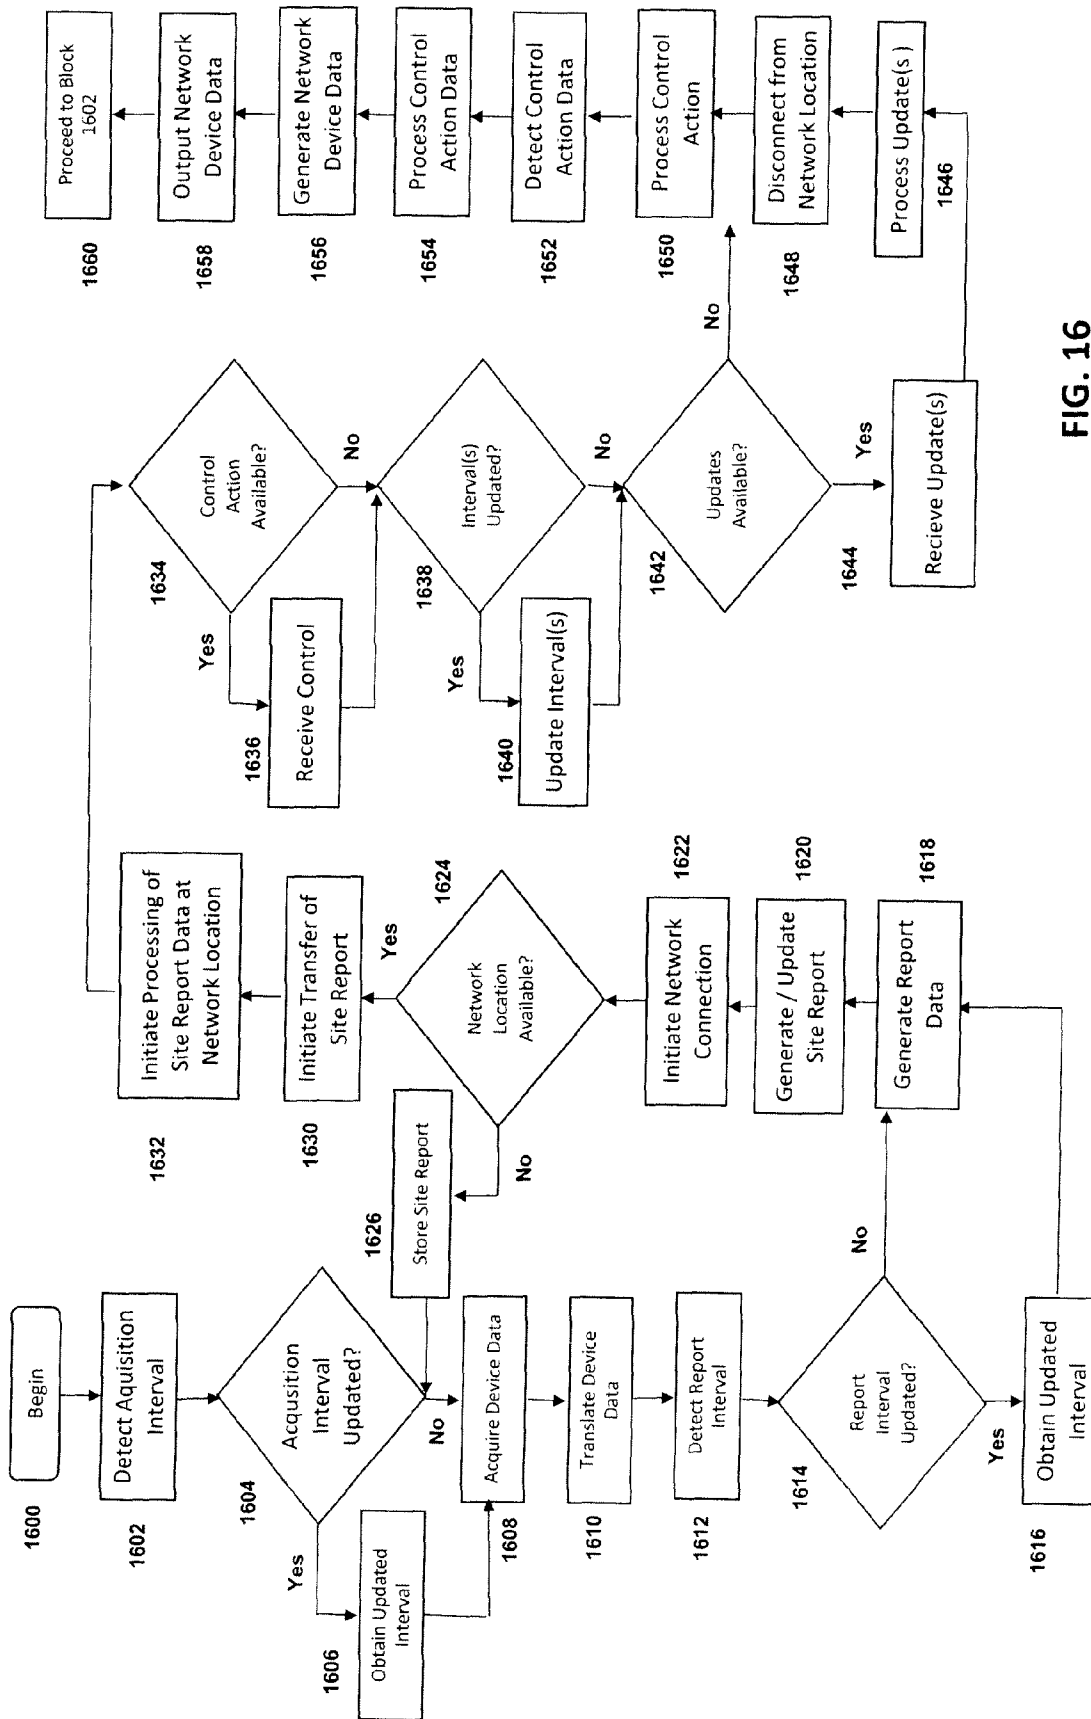 1600
Begin
1602
Detect Aquisition
Interval
1604
Acqusition
Interval
Updated?
Yes
No
1606
Obtain Updated
Interval
1608
Acquire Device Data
1610
Translate Device
Data
1612
Detect Report
Interval
1614
Report
Interval
Updated?
No
Yes
1616
Obtain Updated
Interval
1618
Generate Report
Data
1620
Generate / Update
Site Report
1622
Initiate Network
Connection
1624
Network
Location
Available?
Yes
No
1626
Store Site Report
1630
Initiate Transfer of
Site Report
1632
Initiate Processing of
Site Report Data at
Network Location
1634
Control
Action
Available?
Yes
No
1636
Receive Control
1638
Interval(s)
Updated?
Yes
No
1640
Update Interval(s)
1642
Updates
Available?
No
Yes
1644
Recieve Update(s)
1646
Process Update(s )
1648
Disconnect from
Network Location
1650
Process Control
Action
1652
Detect Control
Action Data
1654
Process Control
Action Data
1656
Generate Network
Device Data
1658
Output Network
Device Data
1660
Proceed to Block
1602
FIG. 16